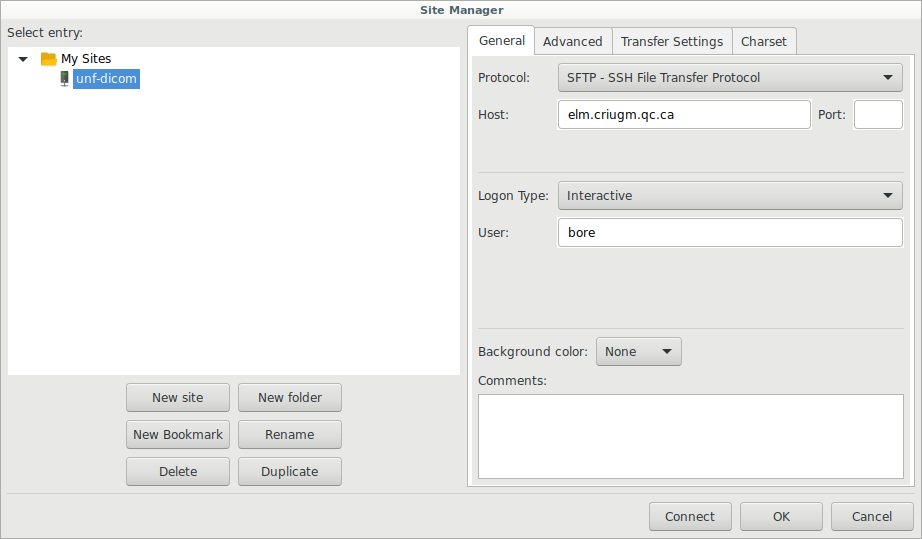 Site Manager
Select entry:
My Sites
unf-dicom
New site
New folder
New Bookmark
Rename
Delete
Duplicate
General
Advanced
Transfer Settings
Charset
Protocol:
SFTP - SSH File Transfer Protocol
Host:
elm.criugm.qc.ca
Port:
Logon Type:
Interactive
User:
bore
Background color:
None
Comments:
Connect
OK
Cancel